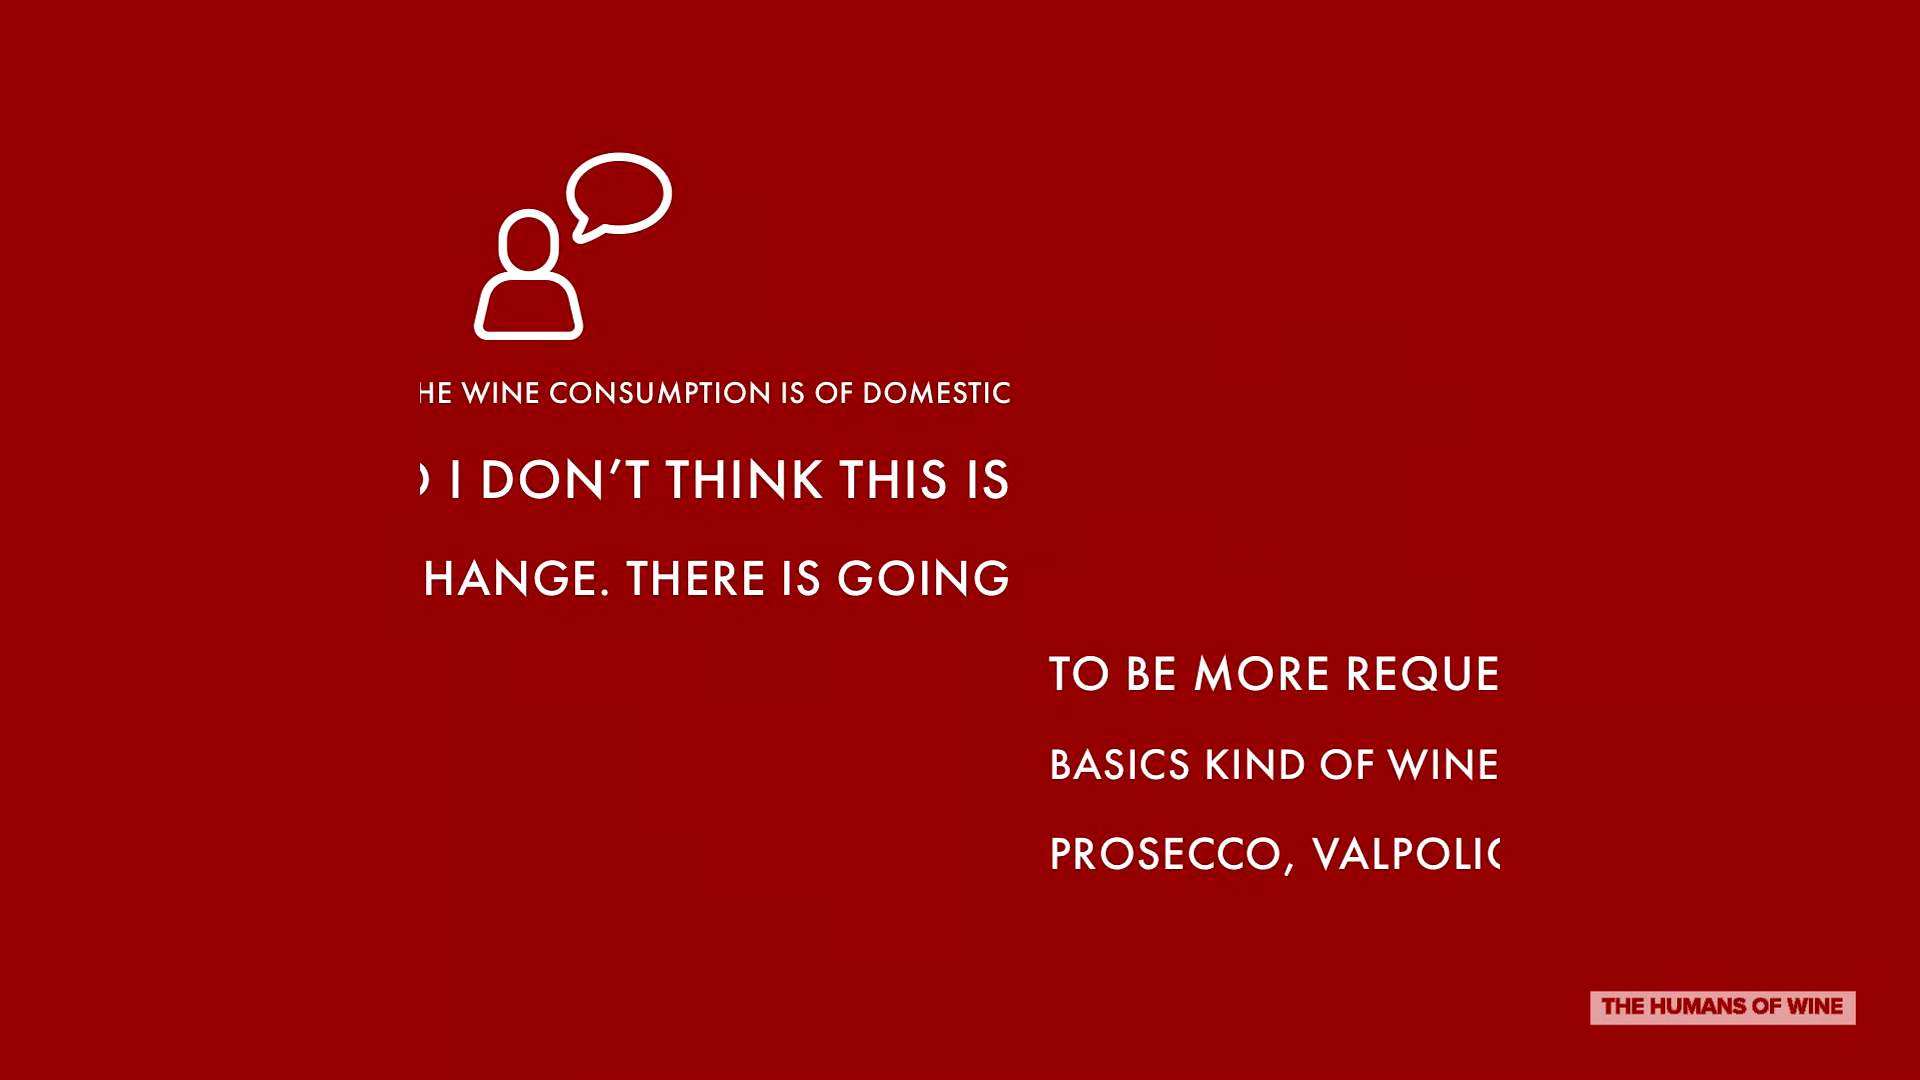 HE WINE CONSUMPTION IS OF DOMESTIC
I DON’T THINK THIS IS
HANGE. THERE IS GOING
TO BE MORE REQUE
BASICS KIND OF WINE
PROSECCO, VALPOLIC
THE HUMANS OF WINE